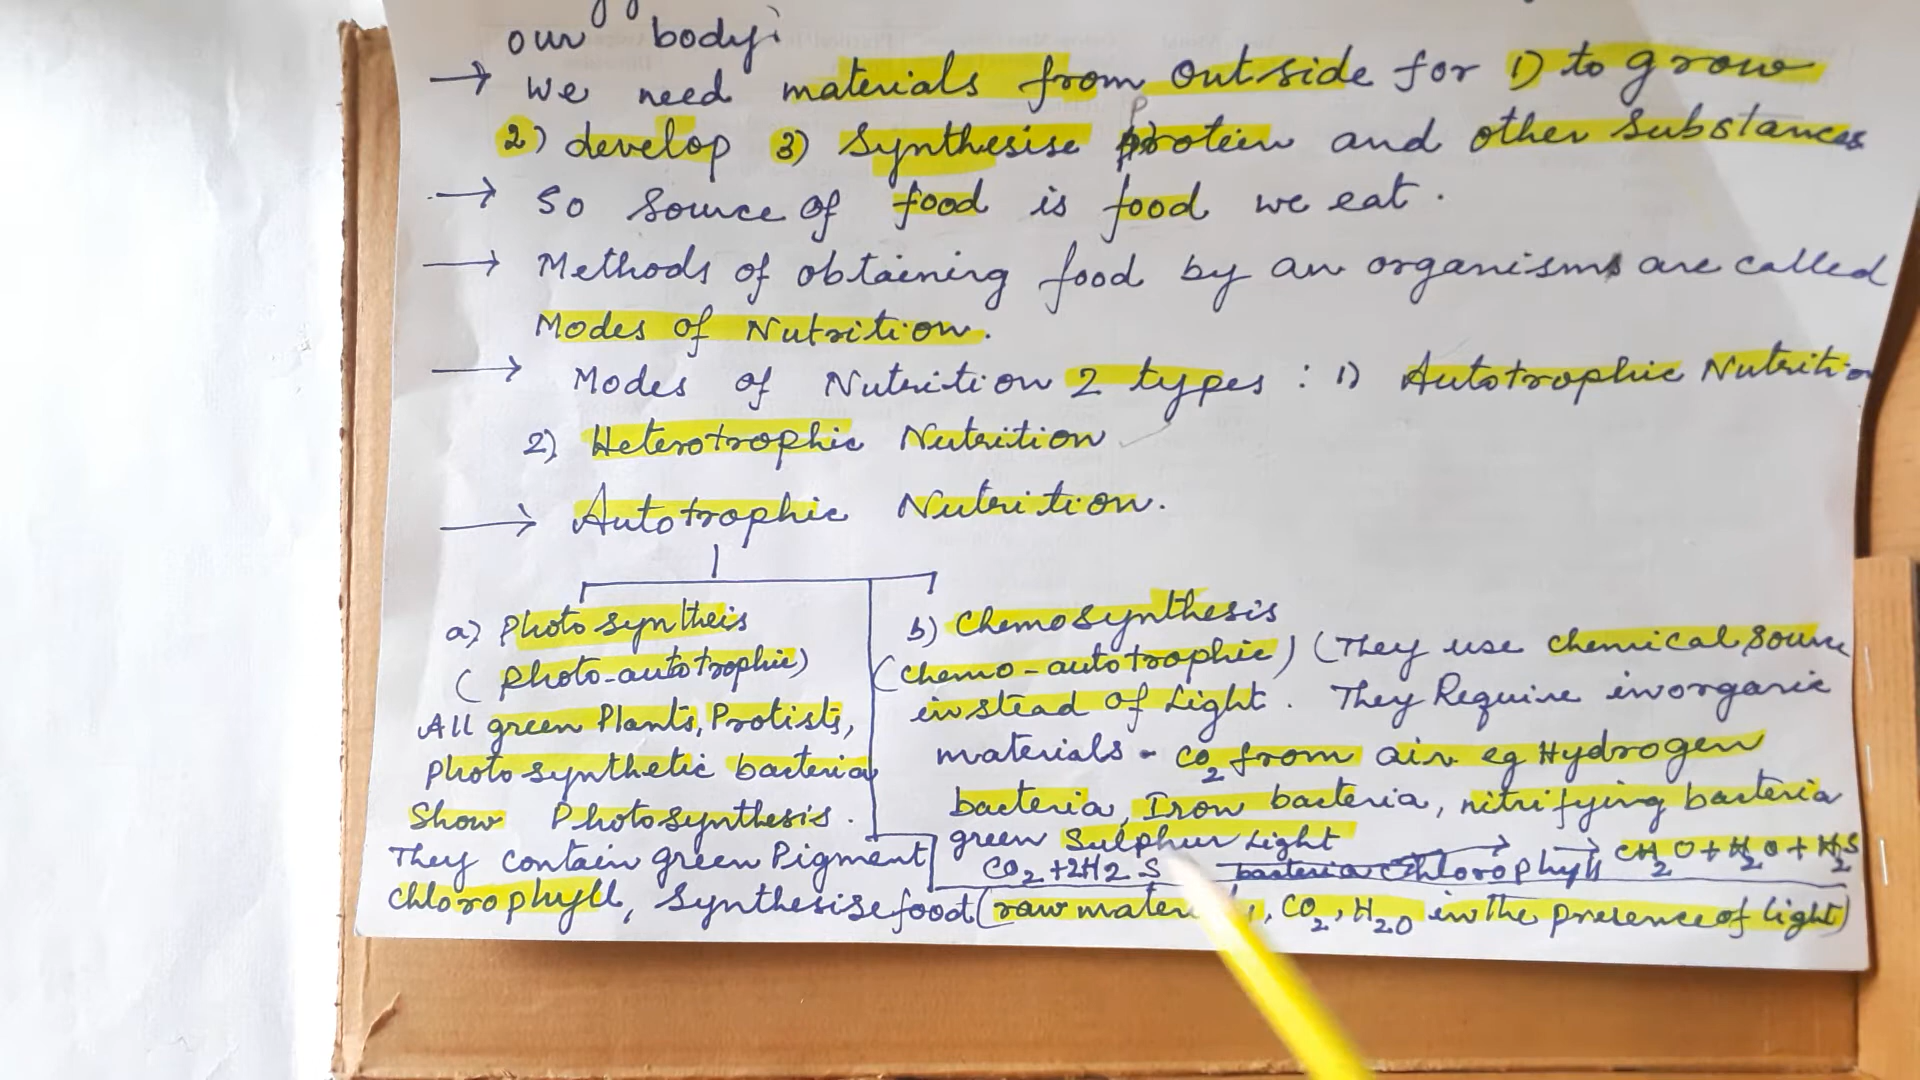 our body:
→ we need materials from outside for 1) to grow
2) develop 3) Synthesise protein and other substances
→ So source of food is food we eat.
→ Methods of obtaining food by an organism are called
Modes of Nutrition.
→ Modes of Nutrition 2 types : 1) Autotrophic Nutrition
2) Heterotrophic Nutrition
→ Autotrophic Nutrition.
a) Photosyntheis
(Photo-autotrophic)
All green Plants, Protists,
Photosynthetic bacteria
Show Photosynthesis.
They contain green Pigment
Chlorophyll, Synthesise food (raw materials, CO2, H2O in the presence of light)
b) Chemosynthesis
(chemo-autotrophic) (They use chemical source
instead of Light. They Require inorganic
materials - CO2 from air eg Hydrogen
bacteria, Iron bacteria, nitrifying bacteria
green Sulphur Light
CO2 + 2H2S bacteria chlorophyll → CH2O + H2O + H2S